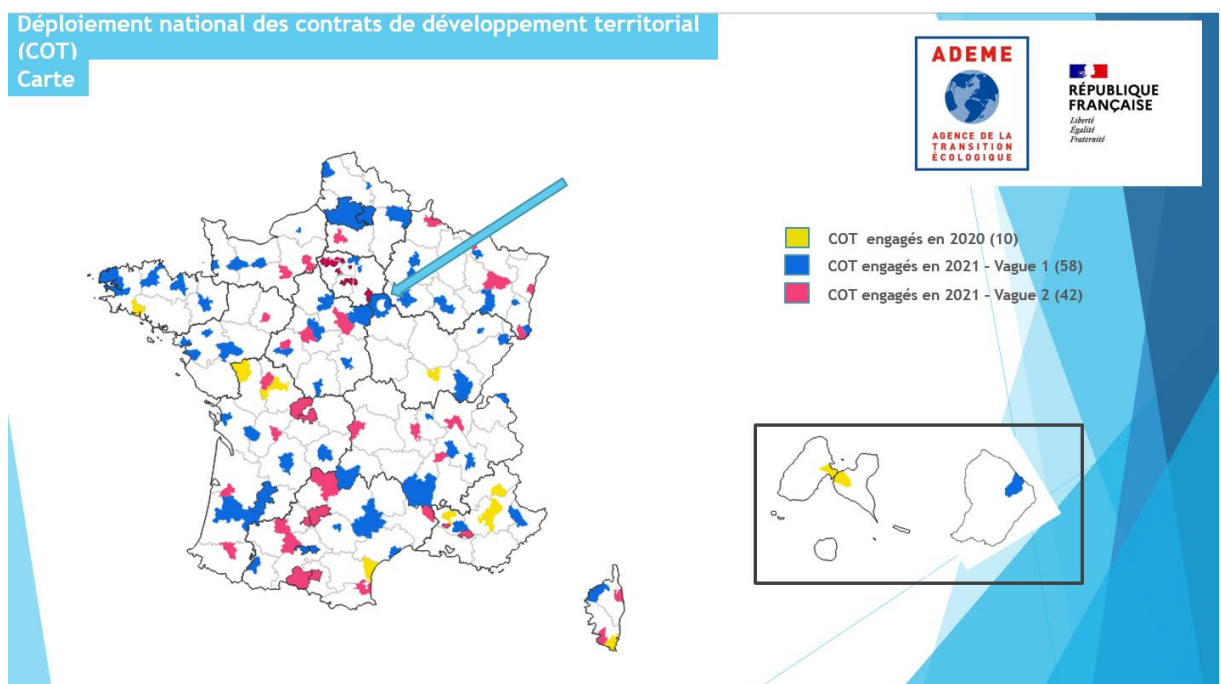 Déploiement national des contrats de développement territorial
(COT)
Carte
ADEME
AGENCE DE LA
TRANSITION
ÉCOLOGIQUE
RÉPUBLIQUE
FRANÇAISE
Liberté
Égalité
Fraternité
COT engagés en 2020 (10)
COT engagés en 2021 - Vague 1 (58)
COT engagés en 2021 - Vague 2 (42)